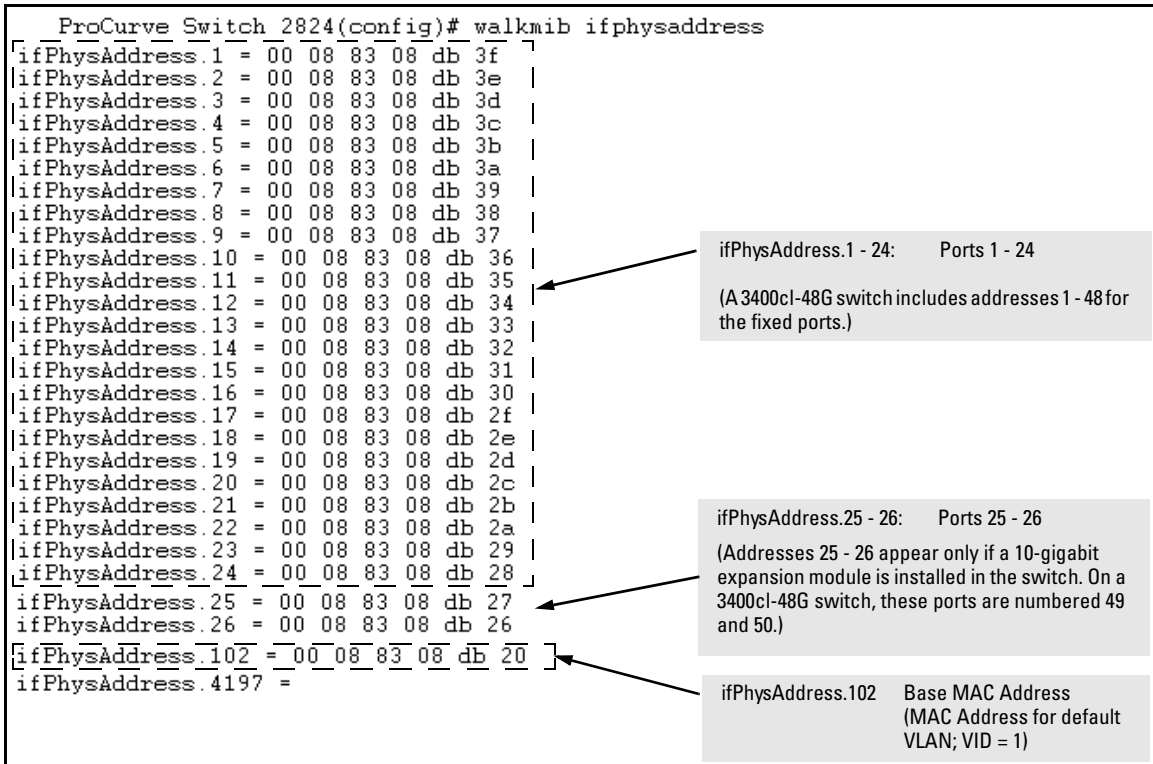 ProCurve Switch 2824(config)# walkmib ifphysaddress
ifPhysAddress.1 = 00 08 83 08 db 3f
ifPhysAddress.2 = 00 08 83 08 db 3e
ifPhysAddress.3 = 00 08 83 08 db 3d
ifPhysAddress.4 = 00 08 83 08 db 3c
ifPhysAddress.5 = 00 08 83 08 db 3b
ifPhysAddress.6 = 00 08 83 08 db 3a
ifPhysAddress.7 = 00 08 83 08 db 39
ifPhysAddress.8 = 00 08 83 08 db 38
ifPhysAddress.9 = 00 08 83 08 db 37
ifPhysAddress.10 = 00 08 83 08 db 36
ifPhysAddress.11 = 00 08 83 08 db 35
ifPhysAddress.12 = 00 08 83 08 db 34
ifPhysAddress.13 = 00 08 83 08 db 33
ifPhysAddress.14 = 00 08 83 08 db 32
ifPhysAddress.15 = 00 08 83 08 db 31
ifPhysAddress.16 = 00 08 83 08 db 30
ifPhysAddress.17 = 00 08 83 08 db 2f
ifPhysAddress.18 = 00 08 83 08 db 2e
ifPhysAddress.19 = 00 08 83 08 db 2d
ifPhysAddress.20 = 00 08 83 08 db 2c
ifPhysAddress.21 = 00 08 83 08 db 2b
ifPhysAddress.22 = 00 08 83 08 db 2a
ifPhysAddress.23 = 00 08 83 08 db 29
ifPhysAddress.24 = 00 08 83 08 db 28
ifPhysAddress.25 = 00 08 83 08 db 27
ifPhysAddress.26 = 00 08 83 08 db 26
ifPhysAddress.102 = 00 08 83 08 db 20
ifPhysAddress.4197 =
ifPhysAddress.1 - 24: Ports 1 - 24
(A 3400cl-48G switch includes addresses 1 - 48 for
the fixed ports.)
ifPhysAddress.25 - 26: Ports 25 - 26
(Addresses 25 - 26 appear only if a 10-gigabit
expansion module is installed in the switch. On a
3400cl-48G switch, these ports are numbered 49
and 50.)
ifPhysAddress.102 Base MAC Address
(MAC Address for default
VLAN; VID = 1)